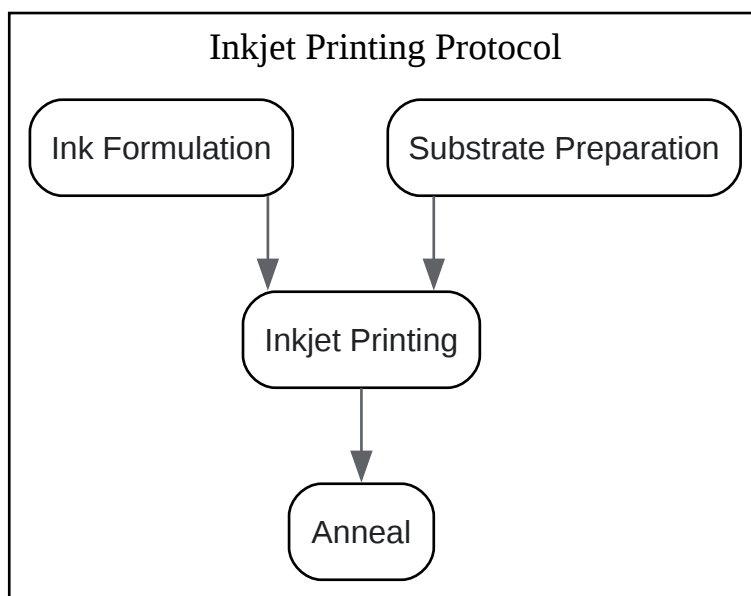 Inkjet Printing Protocol
Ink Formulation
Substrate Preparation
Inkjet Printing
Anneal